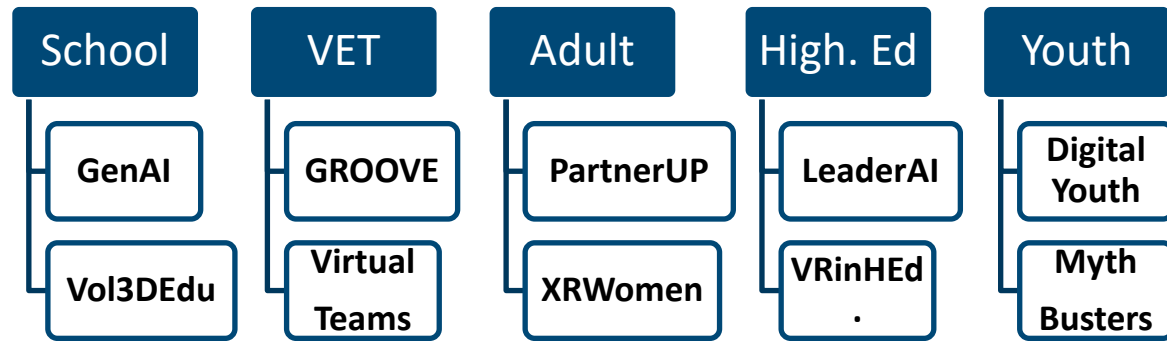 School
VET
Adult
High. Ed
Youth
GenAI
GROOVE
PartnerUP
LeaderAI
Digital
Youth
Vol3DEdu
Virtual
Teams
XRWomen
VRinHEd
.
Myth
Busters